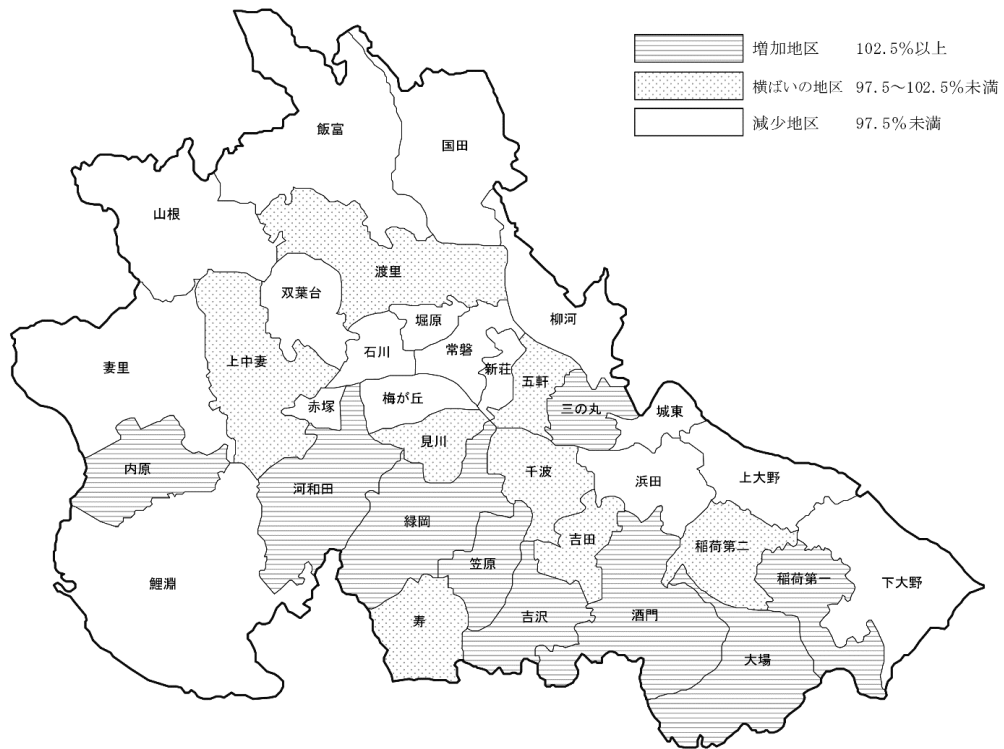 増加地区 102.5%以上
横ばいの地区 97.5～102.5%未満
減少地区 97.5%未満
飯富
国田
山根
渡里
双葉台
柳河
堀原
石川
常磐
上中妻
妻里
新荘
五軒
梅が丘
赤塚
三の丸
城東
見川
内原
千波
上大野
浜田
河和田
緑岡
吉田
稲荷第二
笠原
稲荷第一
鯉淵
下大野
吉沢
酒門
寿
大場